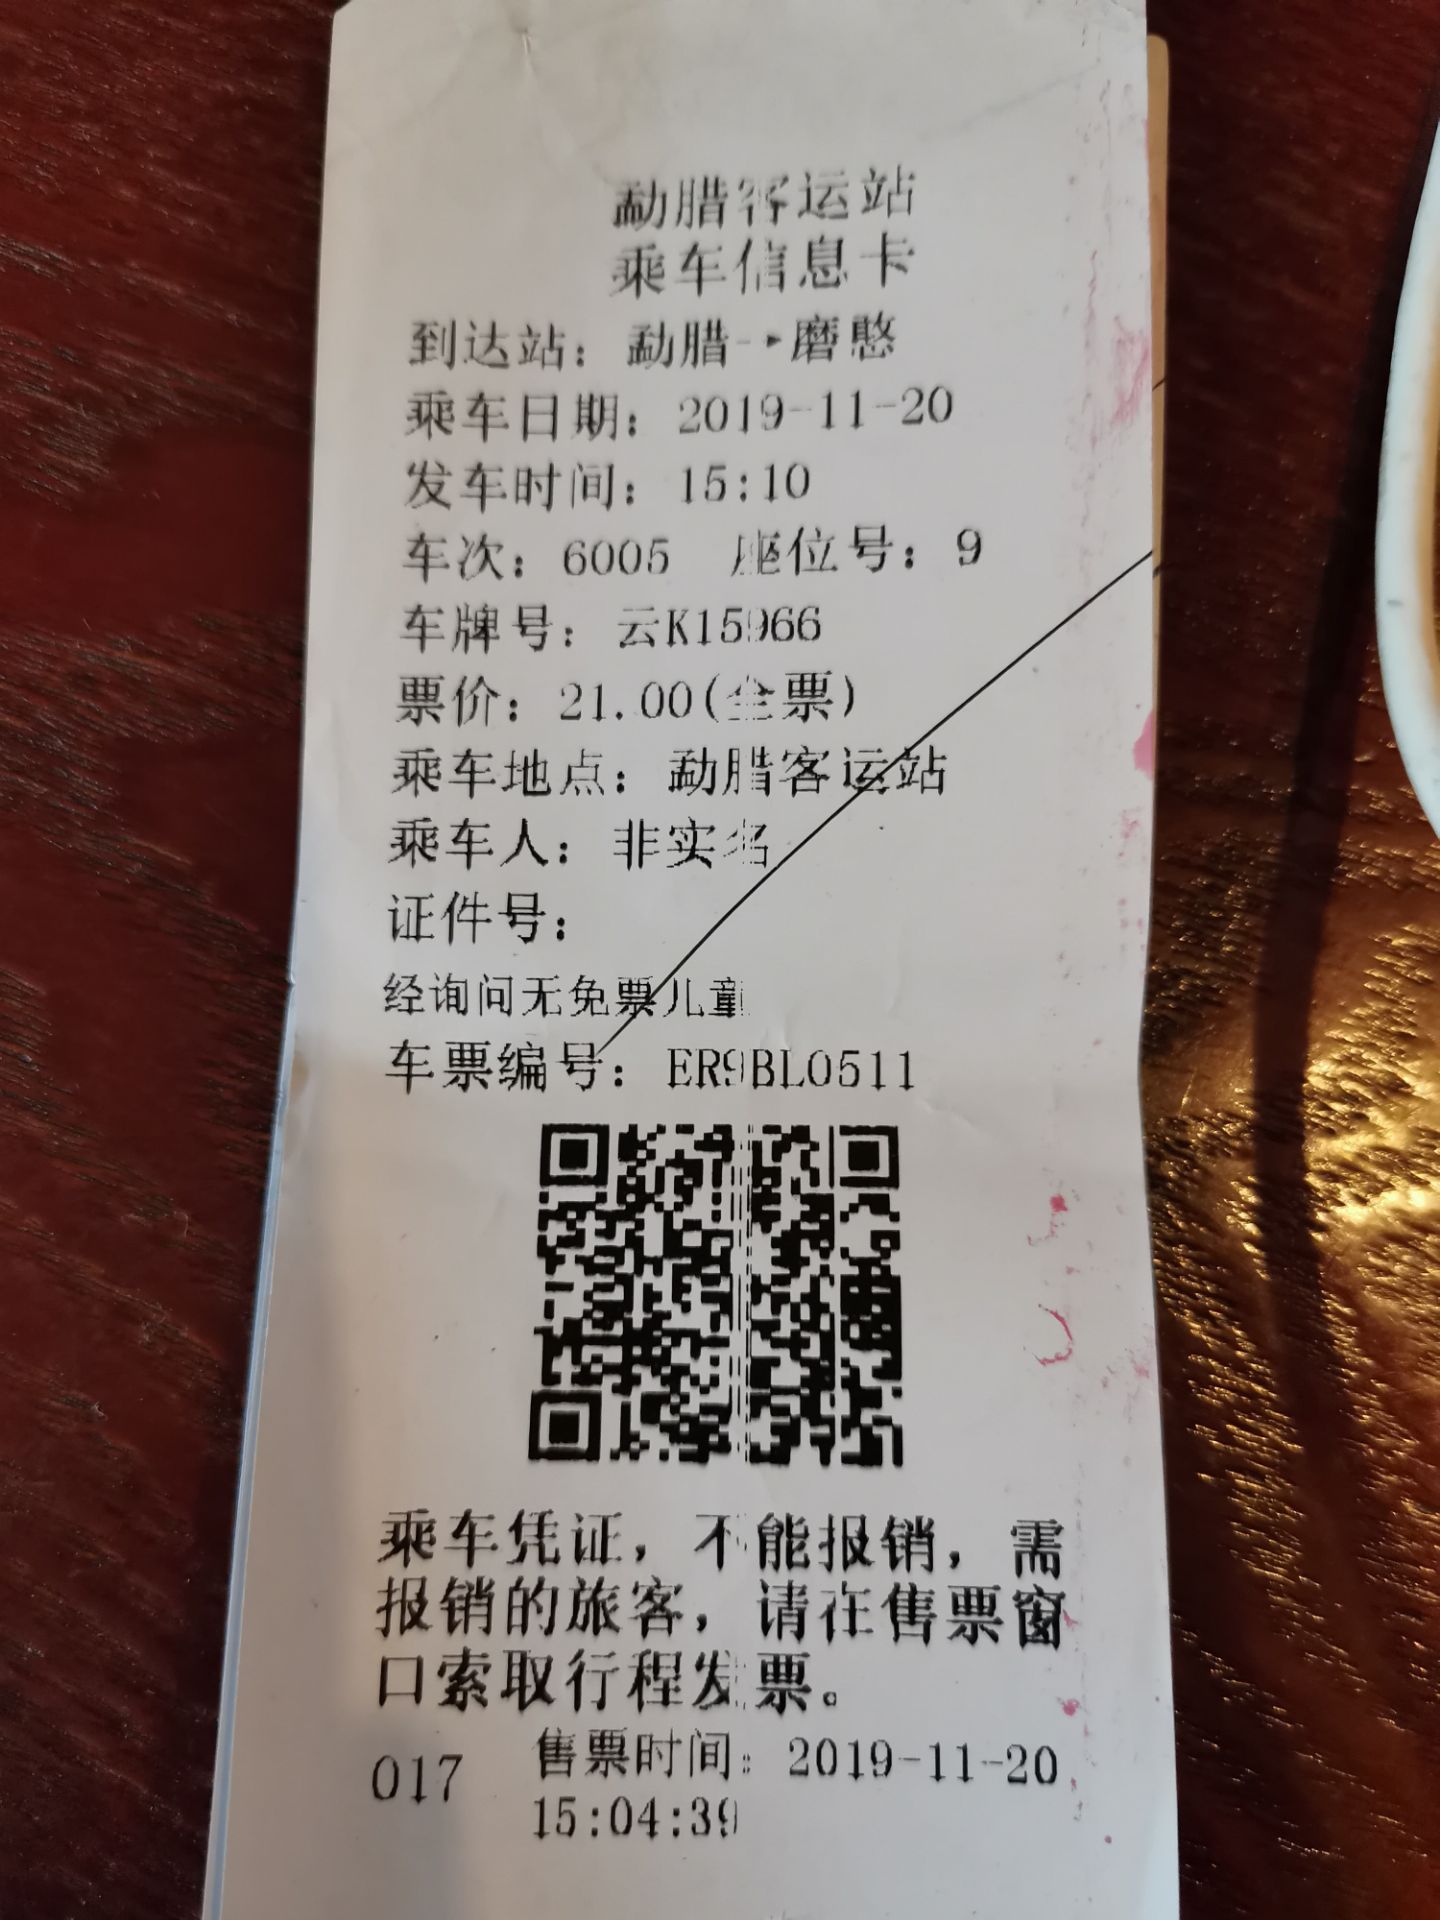 勐腊客运站
乘车信息卡
到达站：勐腊→磨憨
乘车日期：2019-11-20
发车时间：15:10
车次：6005 座位号：9
车牌号：云K15966
票价：21.00(全票)
乘车地点：勐腊客运站
乘车人：非实名
证件号：
经询问无免票儿童
车票编号：ER9BL0511
乘车凭证，不能报销，需
报销的旅客，请在售票窗
口索取行程发票。
017 售票时间：2019-11-20
15:04:39